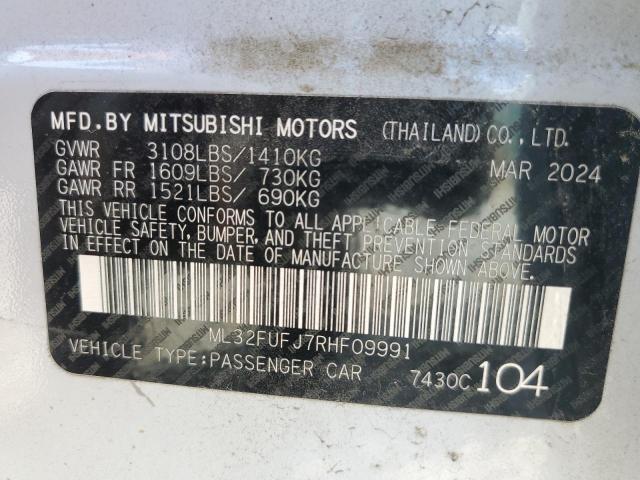 MFD.BY MITSUBISHI MOTORS (THAILAND) CO., LTD.
GVWR 3108LBS/1410KG MAR 2024
GAWR FR 1609LBS/ 730KG
GAWR RR 1521LBS/ 690KG
THIS VEHICLE CONFORMS TO ALL APPLICABLE FEDERAL MOTOR
VEHICLE SAFETY, BUMPER, AND THEFT PREVENTION STANDARDS
IN EFFECT ON THE DATE OF MANUFACTURE SHOWN ABOVE.
ML32FUFJ7RHF09991
VEHICLE TYPE:PASSENGER CAR 7430C 104